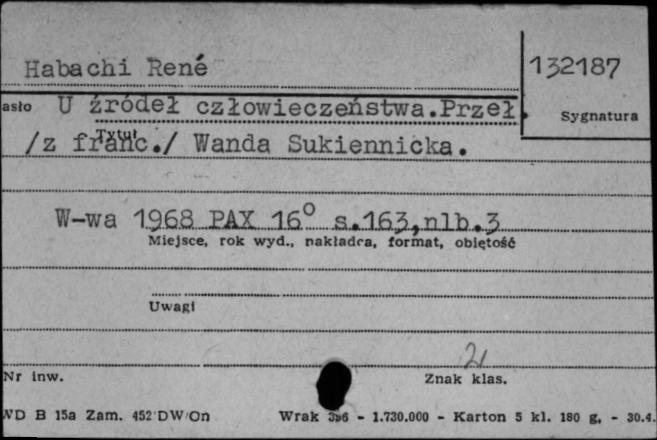 Habachi René
132187
asło U źródeł człowieczeństwa.Przeł.
Sygnatura
Tytuł
/z franc./ Wanda Sukiennicka.
W-wa 1968 PAX 16° s.163,nlb.3
Miejsce, rok wyd., nakładca, format, objętość
Uwagi
21
Nr inw.
Znak klas.
WD B 15a Zam. 452 DW/On
Wrak 396 - 1.730.000 - Karton 5 kl. 180 g. - 30.4.